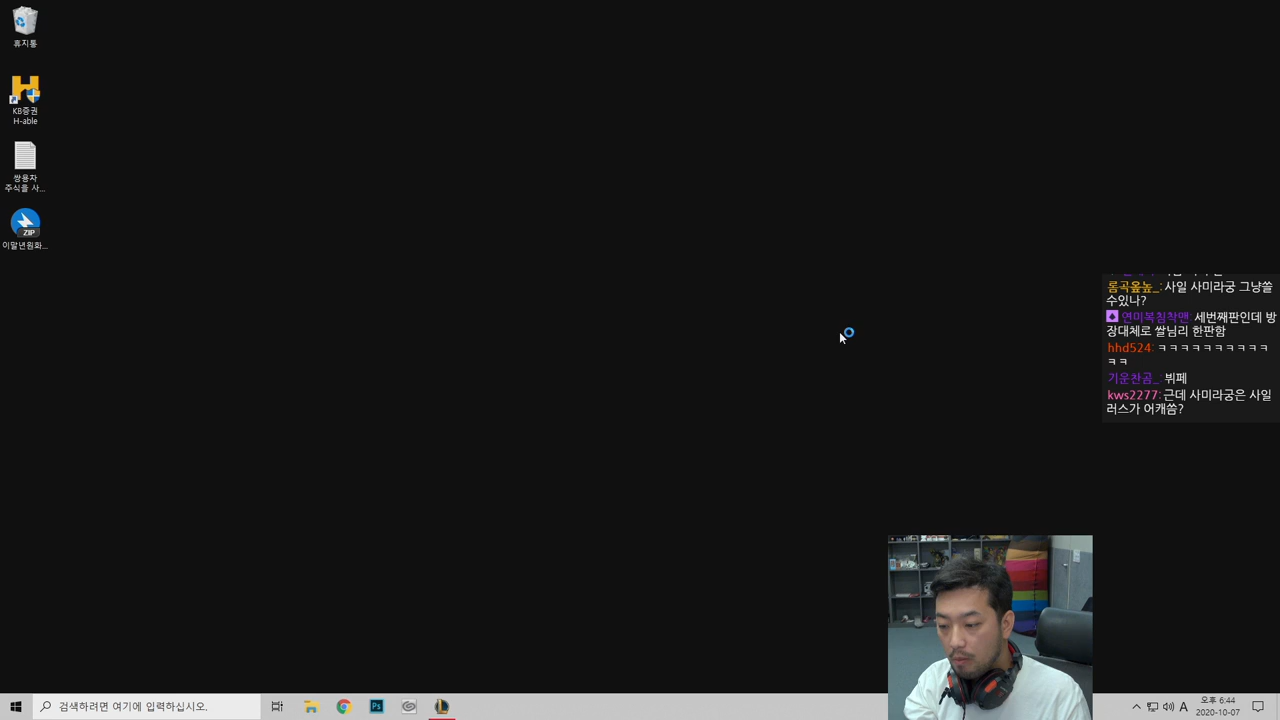 휴지통
KB증권
H-able
쌍용자
주식을 사...
ZIP
이말년원화...
롬곡옾눞_: 사일 사미라궁 그냥쓸
수있나?
연미복침착맨: 세번째판인데 방
장대체로 쌀님리 한판함
hhd524: ㅋㅋㅋㅋㅋㅋㅋㅋㅋㅋ
ㅋㅋ
기운찬곰_: 뷔페
kws2277: 근데 사미라궁은 사일
러스가 어캐씀?
검색하려면 여기에 입력하십시오.
Ps
A
오후 6:44
2020-10-07